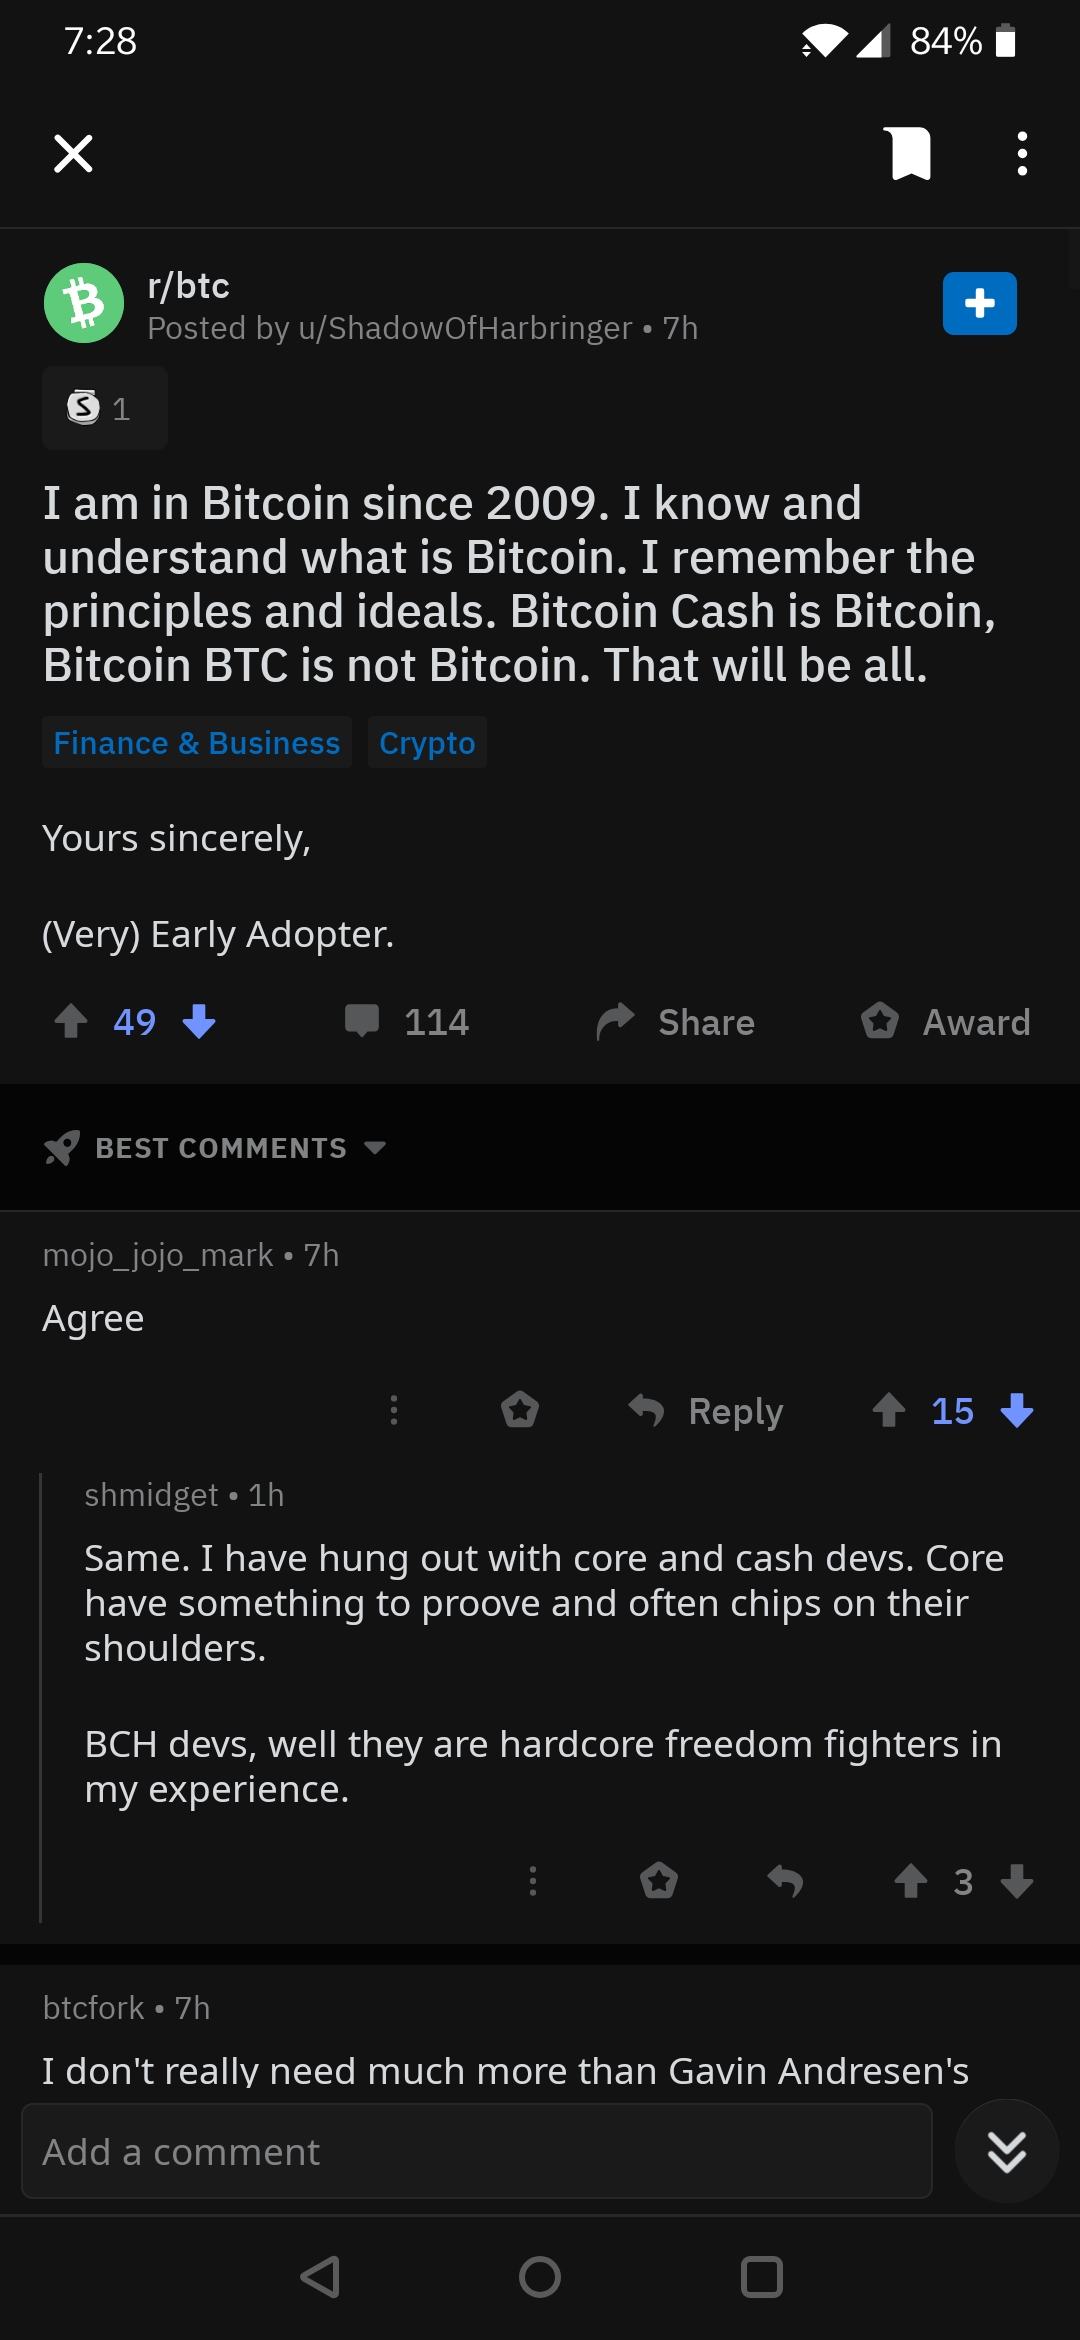 7:28
84%
r/btc
Posted by u/ShadowOfHarbringer • 7h
1
I am in Bitcoin since 2009. I know and
understand what is Bitcoin. I remember the
principles and ideals. Bitcoin Cash is Bitcoin,
Bitcoin BTC is not Bitcoin. That will be all.
Finance & Business Crypto
Yours sincerely,
(Very) Early Adopter.
49 114 Share Award
BEST COMMENTS
mojo_jojo_mark • 7h
Agree
Reply 15
shmidget • 1h
Same. I have hung out with core and cash devs. Core
have something to proove and often chips on their
shoulders.
BCH devs, well they are hardcore freedom fighters in
my experience.
3
btcfork • 7h
I don't really need much more than Gavin Andresen's
Add a comment